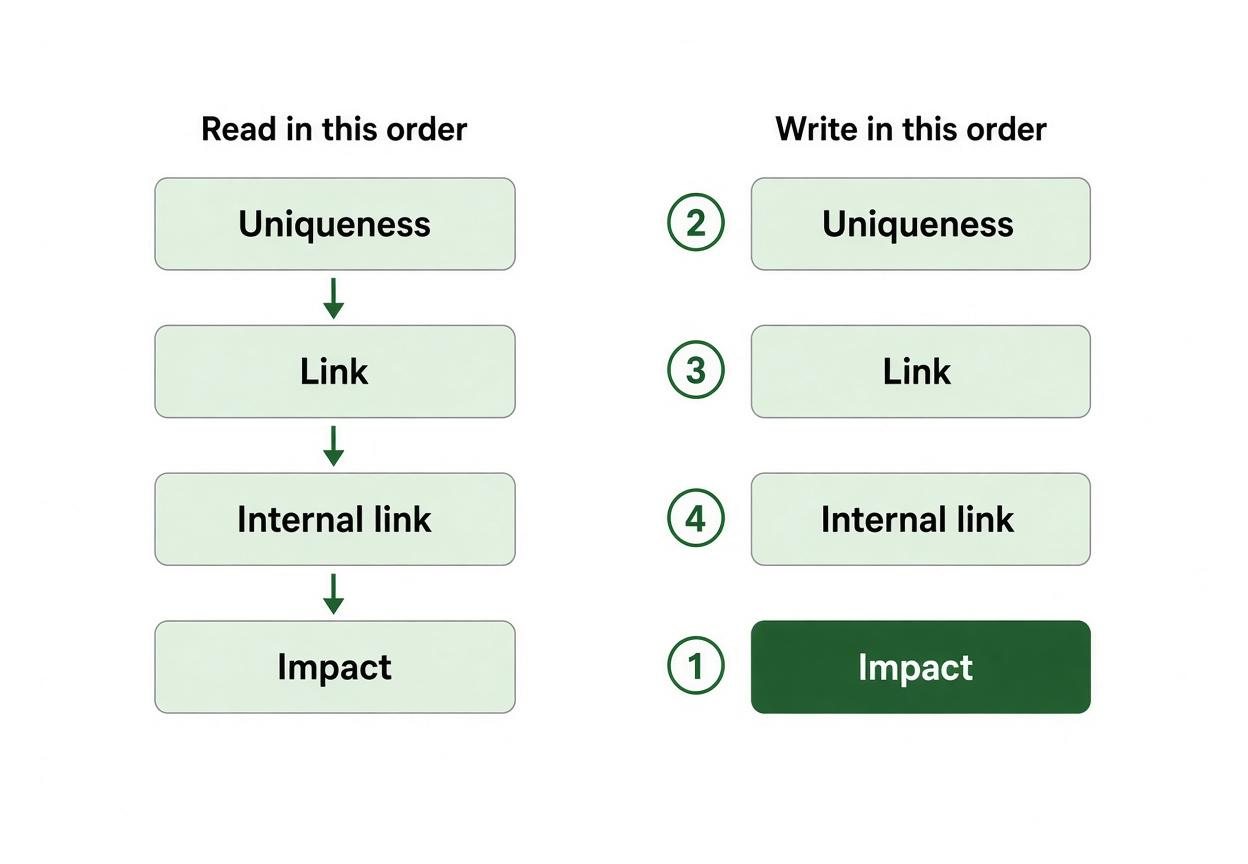 Read in this order
Uniqueness
Link
Internal link
Impact
Write in this order
2 Uniqueness
3 Link
4 Internal link
1 Impact